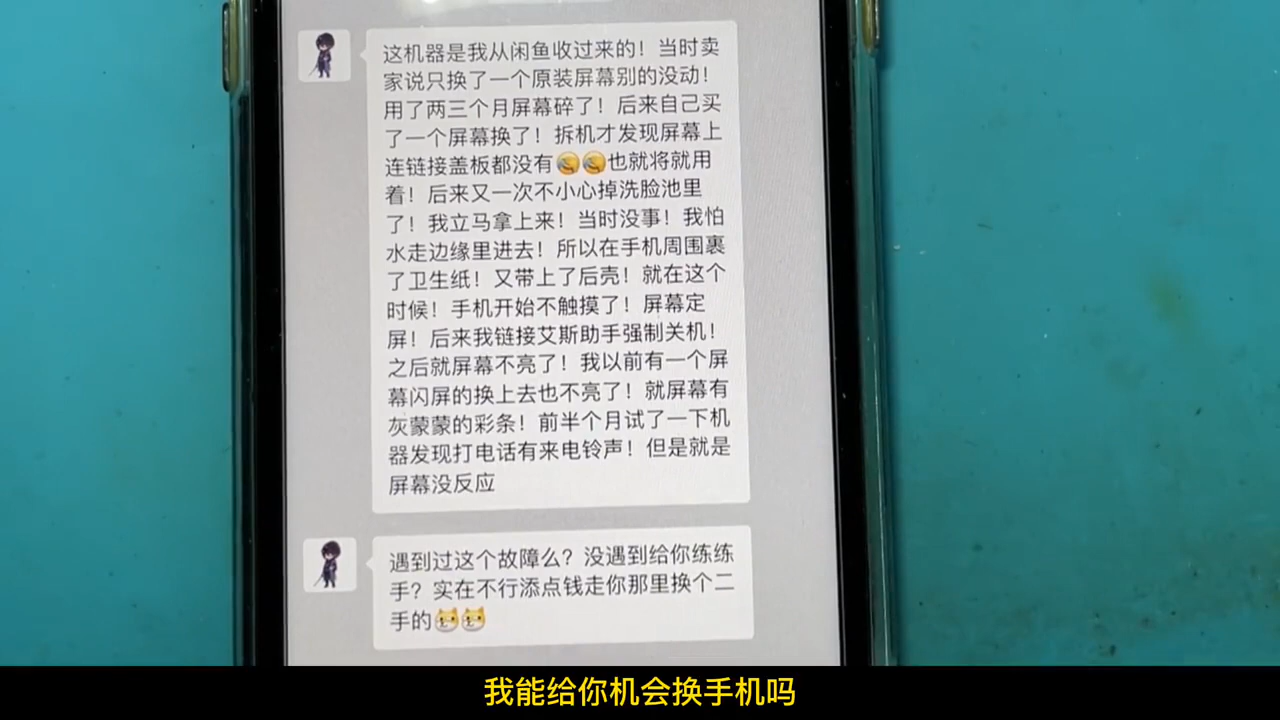 这机器是我从闲鱼收过来的！当时卖
家说只换了一个原装屏幕别的没动！
用了两三个月屏幕碎了！后来自己买
了一个屏幕换了！拆机才发现屏幕上
连链接盖板都没有🤦🤦也就将就用
着！后来又一次不小心掉洗脸池里
了！我立马拿上来！当时没事！我怕
水走边缘里进去！所以在手机周围裹
了卫生纸！又带上了后壳！就在这个
时候！手机开始不触摸了！屏幕定
屏！后来我链接艾斯助手强制关机！
之后就屏幕不亮了！我以前有一个屏
幕闪屏的换上去也不亮了！就屏幕有
灰蒙蒙的彩条！前半个月试了一下机
器发现打电话有来电铃声！但是就是
屏幕没反应
遇到过这个故障么？没遇到给你练练
手？实在不行添点钱走你那里换个二
手的🐱🐱
我能给你机会换手机吗